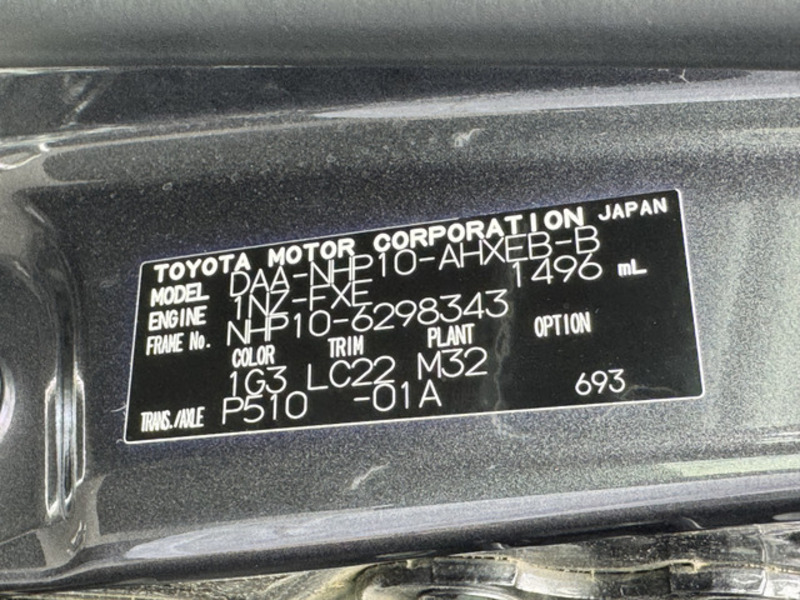 TOYOTA MOTOR CORPORATION JAPAN
MODEL DAA-NHP10-AHXEB-B
ENGINE 1NZ-FXE 1496 mL
FRAME No. NHP10-6298343
COLOR TRIM PLANT OPTION
1G3 LC22 M32
TRANS./AXLE P510 -01A 693